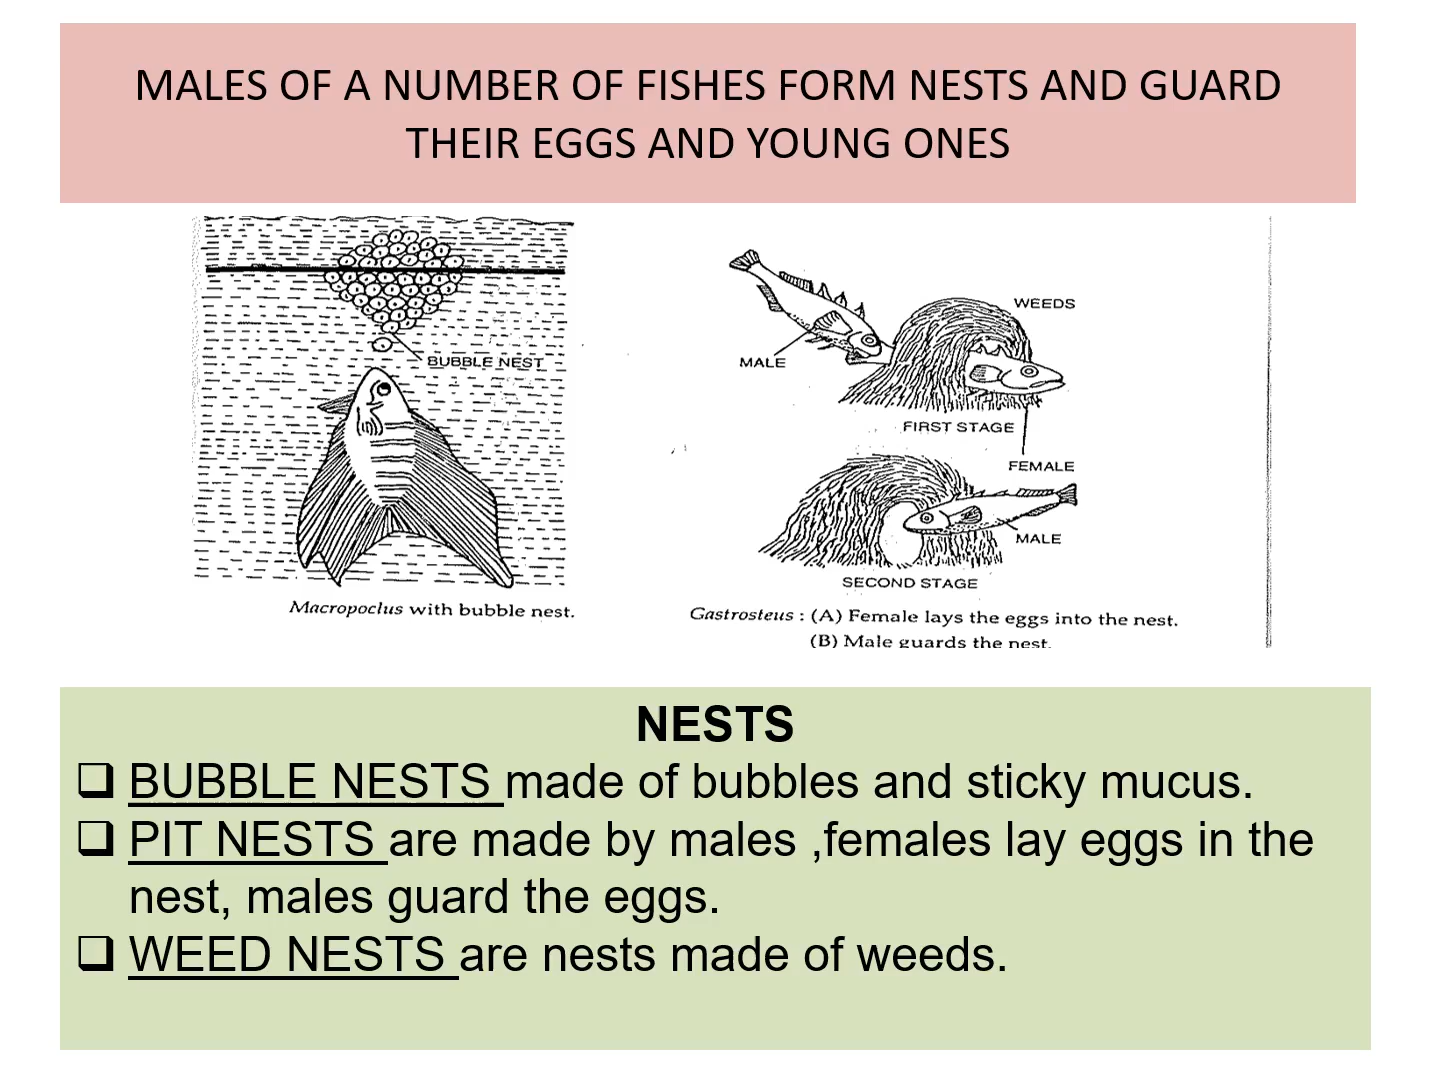 MALES OF A NUMBER OF FISHES FORM NESTS AND GUARD
THEIR EGGS AND YOUNG ONES
BUBBLE NEST
Macropoclus with bubble nest.
WEEDS
MALE
FIRST STAGE
FEMALE
MALE
SECOND STAGE
Gastrosteus : (A) Female lays the eggs into the nest.
(B) Male guards the nest.
NESTS
❑ BUBBLE NESTS made of bubbles and sticky mucus.
❑ PIT NESTS are made by males ,females lay eggs in the
nest, males guard the eggs.
❑ WEED NESTS are nests made of weeds.